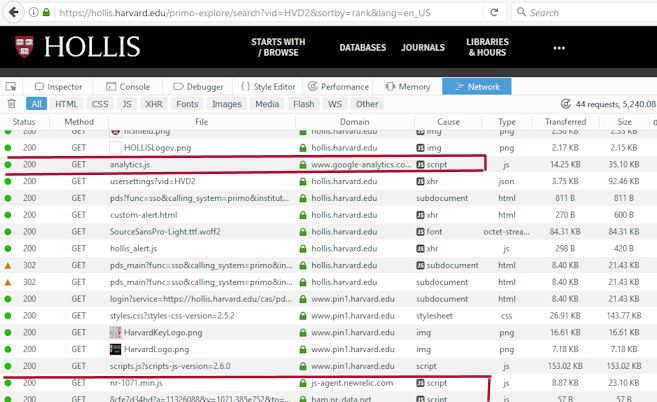 https://hollis.harvard.edu/primo-explore/search?vid=HVD2&sortby=rank&lang=en_US Search
HOLLIS STARTS WITH / BROWSE DATABASES JOURNALS LIBRARIES & HOURS
Inspector Console Debugger Style Editor Performance Memory Network
All HTML CSS JS XHR Fonts Images Media Flash WS Other 44 requests, 5,240.08
Status Method File Domain Cause Type Transferred Size
200 GET hollis.harvard.edu JS img png
200 GET HOLLISLogov.png hollis.harvard.edu JS img png 2.17 KB 2.15 KB
200 GET analytics.js www.google-analytics.co... JS script js 14.25 KB 35.10 KB
200 GET usersettings?vid=HVD2 hollis.harvard.edu JS xhr json 3.75 KB 92.46 KB
200 GET pds?func=sso&calling_system=primo&institut... hollis.harvard.edu subdocument html 811 B 811 B
200 GET custom-alert.html hollis.harvard.edu JS xhr html 270 B 600 B
200 GET SourceSansPro-Light.ttf.woff2 hollis.harvard.edu JS font octet-stream... 84.31 KB 84.31 KB
200 GET hollis_alert.js hollis.harvard.edu JS xhr js 298 B 420 B
302 GET pds_main?func=sso&calling_system=primo&in... hollis.harvard.edu JS subdocument html 8.40 KB 21.43 KB
302 GET pds_main?func=sso&calling_system=primo&in... hollis.harvard.edu subdocument html 8.40 KB 21.43 KB
200 GET login?service=https://hollis.harvard.edu/cas/pd... www.pin1.harvard.edu subdocument html 8.40 KB 21.43 KB
200 GET styles.css?styles-css-version=2.5.2 www.pin1.harvard.edu stylesheet css 26.91 KB 143.77 KB
200 GET HarvardKeyLogo.png www.pin1.harvard.edu img png 16.61 KB 16.61 KB
200 GET HarvardLogo.png www.pin1.harvard.edu img png 7.18 KB 7.18 KB
200 GET scripts.js?scripts-js-version=2.6.0 www.pin1.harvard.edu script js 153.02 KB 153.02 KB
200 GET nr-1071.min.js js-agent.newrelic.com JS script js 8.87 KB 23.10 KB
200 GET bam.nr-data.net JS script js 57 B 57 B